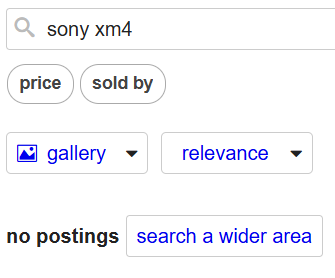 sony xm4
price sold by
gallery relevance
no postings search a wider area